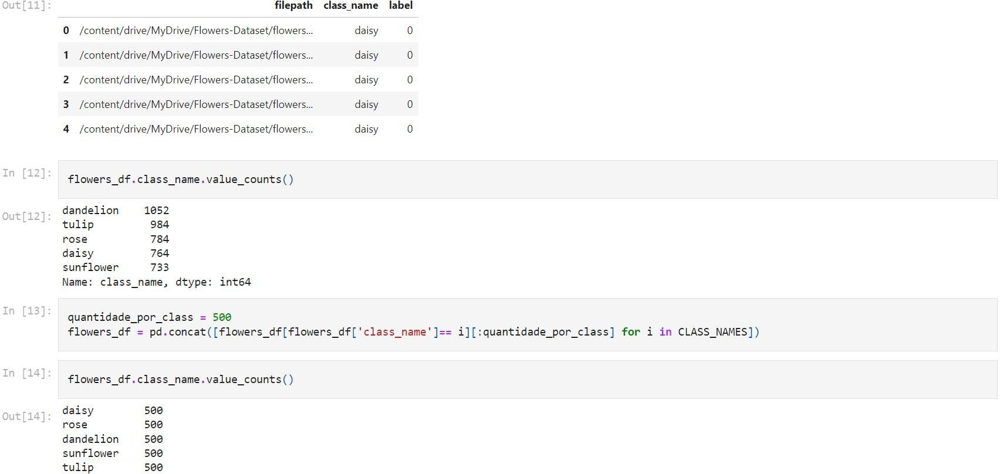 Out[11]:
filepath class_name label
0 /content/drive/MyDrive/Flowers-Dataset/flowers... daisy 0
1 /content/drive/MyDrive/Flowers-Dataset/flowers... daisy 0
2 /content/drive/MyDrive/Flowers-Dataset/flowers... daisy 0
3 /content/drive/MyDrive/Flowers-Dataset/flowers... daisy 0
4 /content/drive/MyDrive/Flowers-Dataset/flowers... daisy 0
In [12]:
flowers_df.class_name.value_counts()
Out[12]:
dandelion 1052
tulip 984
rose 784
daisy 764
sunflower 733
Name: class_name, dtype: int64
In [13]:
quantidade_por_class = 500
flowers_df = pd.concat([flowers_df[flowers_df['class_name']== i][:quantidade_por_class] for i in CLASS_NAMES])
In [14]:
flowers_df.class_name.value_counts()
Out[14]:
daisy 500
rose 500
dandelion 500
sunflower 500
tulip 500